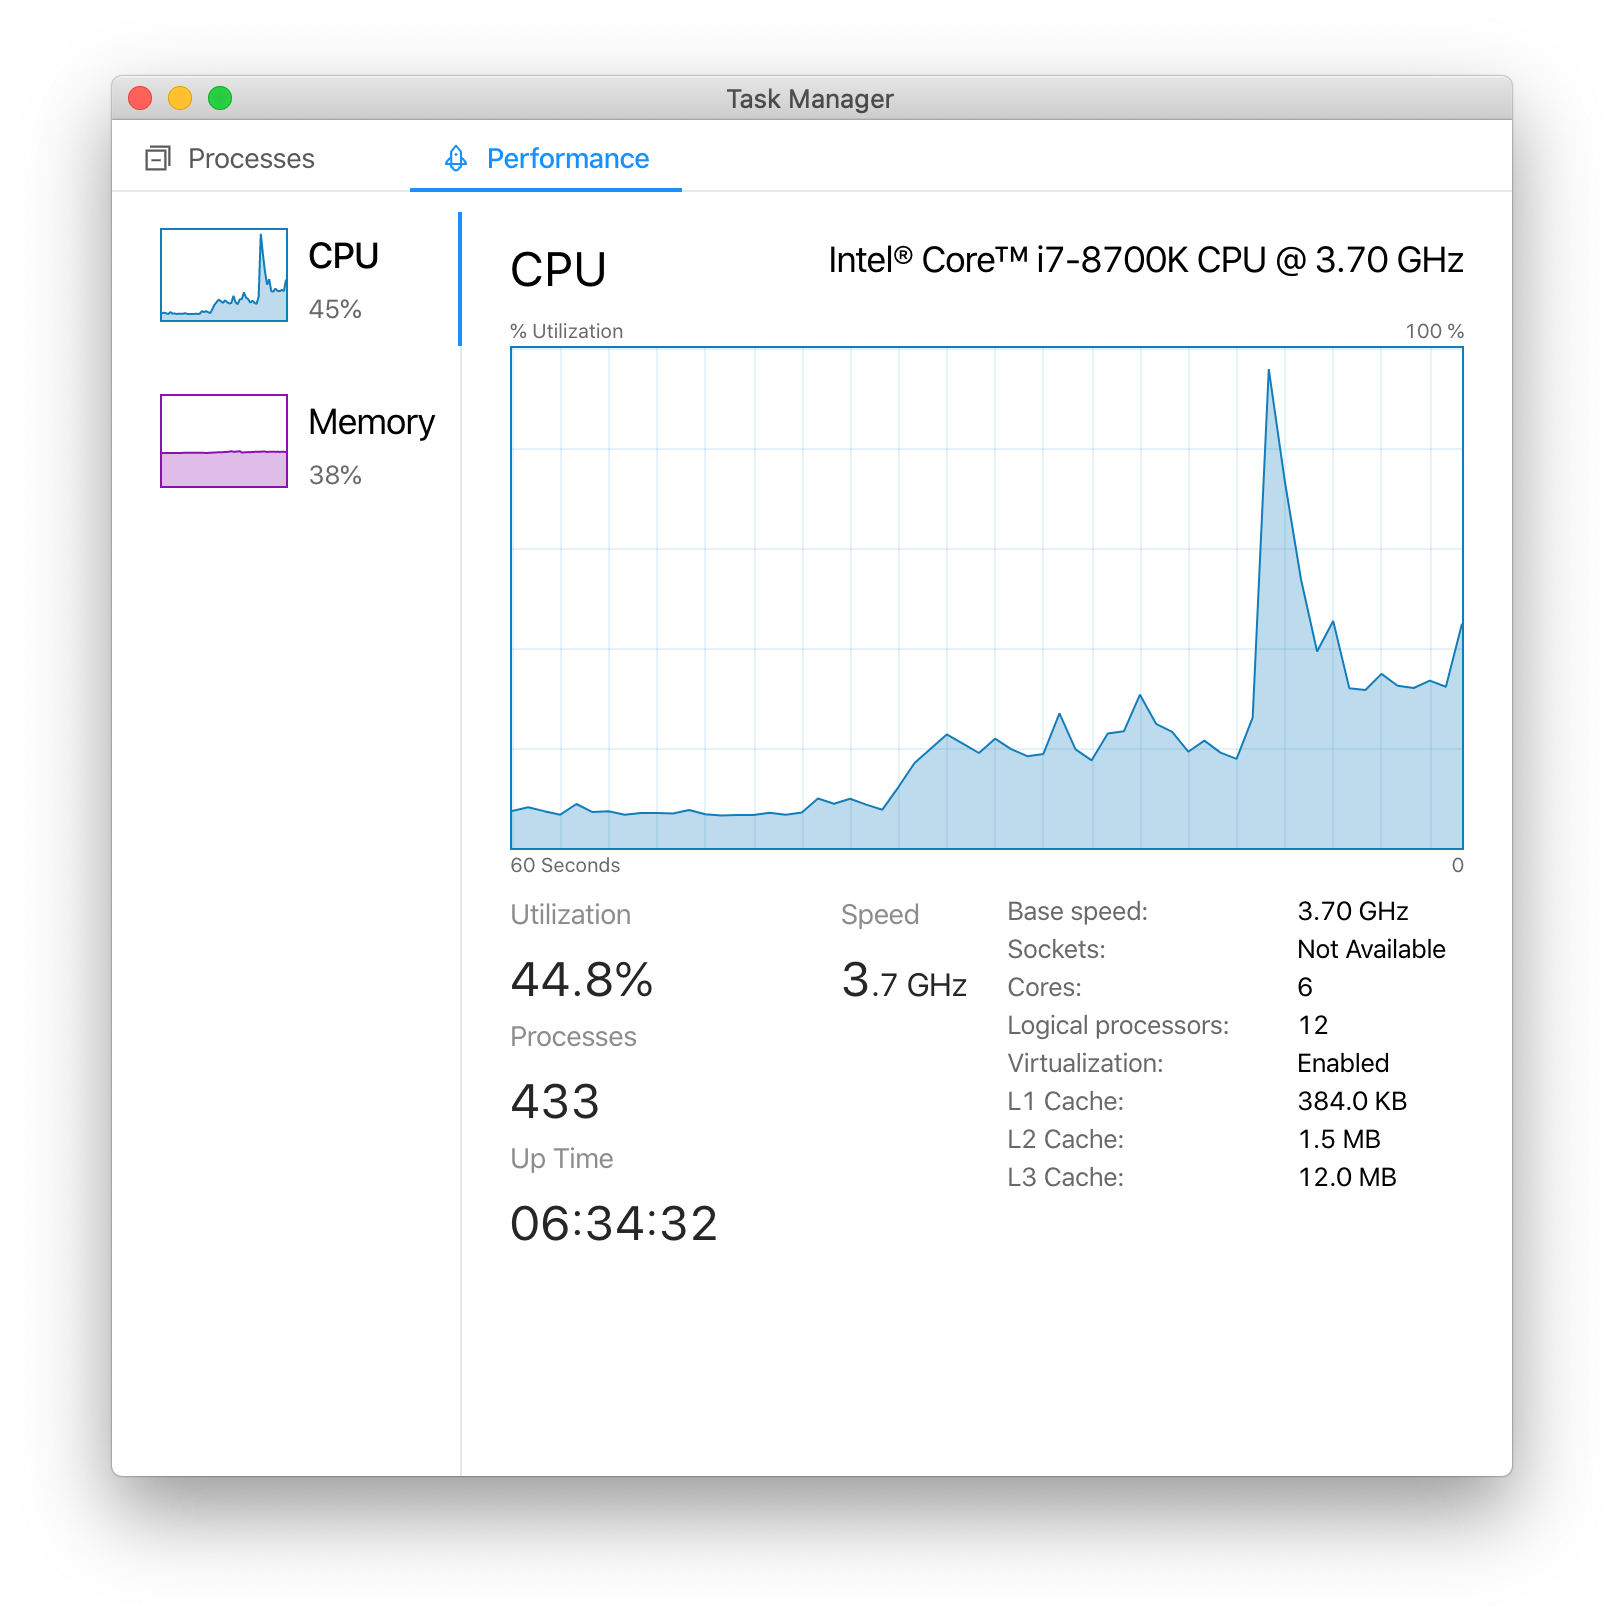 Task Manager
Processes
Performance
CPU
45%
Memory
38%
CPU
Intel® Core™ i7-8700K CPU @ 3.70 GHz
% Utilization
100 %
60 Seconds
0
Utilization
44.8%
Speed
3.7 GHz
Processes
433
Up Time
06:34:32
Base speed: 3.70 GHz
Sockets: Not Available
Cores: 6
Logical processors: 12
Virtualization: Enabled
L1 Cache: 384.0 KB
L2 Cache: 1.5 MB
L3 Cache: 12.0 MB